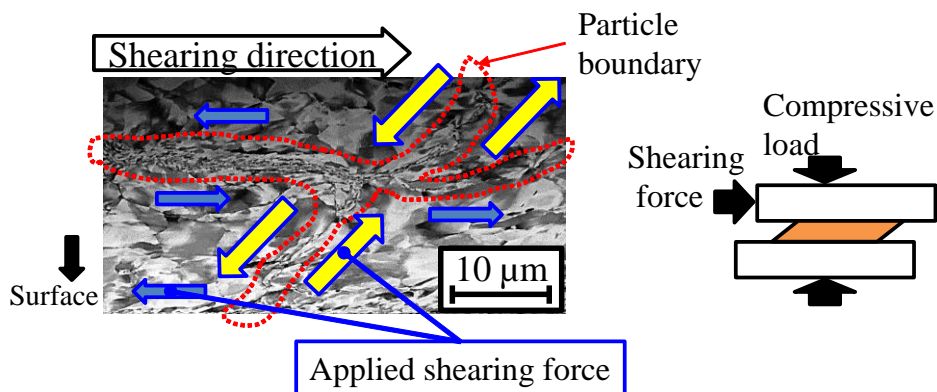 Shearing direction
Particle
boundary
Compressive
load
Shearing
force
Surface
10 µm
Applied shearing force